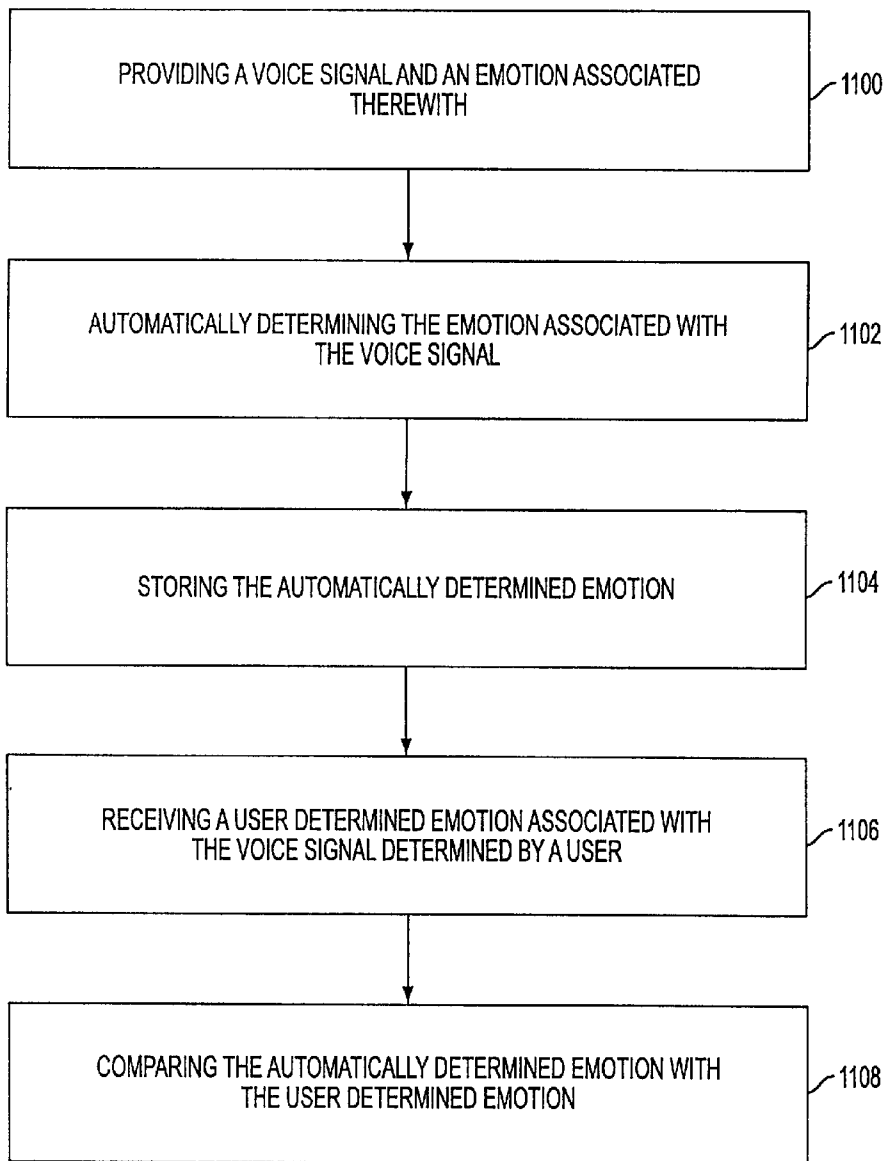 PROVIDING A VOICE SIGNAL AND AN EMOTION ASSOCIATED
THEREWITH
1100
AUTOMATICALLY DETERMINING THE EMOTION ASSOCIATED WITH
THE VOICE SIGNAL
1102
STORING THE AUTOMATICALLY DETERMINED EMOTION
1104
RECEIVING A USER DETERMINED EMOTION ASSOCIATED WITH
THE VOICE SIGNAL DETERMINED BY A USER
1106
COMPARING THE AUTOMATICALLY DETERMINED EMOTION WITH
THE USER DETERMINED EMOTION
1108